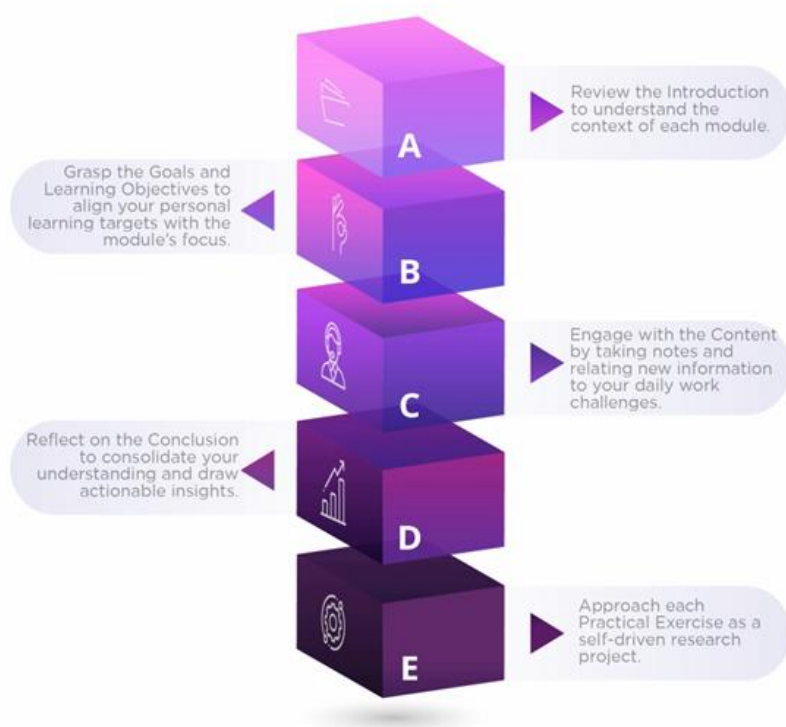 A
Review the Introduction
to understand the
context of each module.
Grasp the Goals and
Learning Objectives to
align your personal
learning targets with the
module's focus.
B
Engage with the Content
by taking notes and
relating new information
to your daily work
challenges.
C
Reflect on the Conclusion
to consolidate your
understanding and draw
actionable insights.
D
Approach each
Practical Exercise as a
self-driven research
project.
E